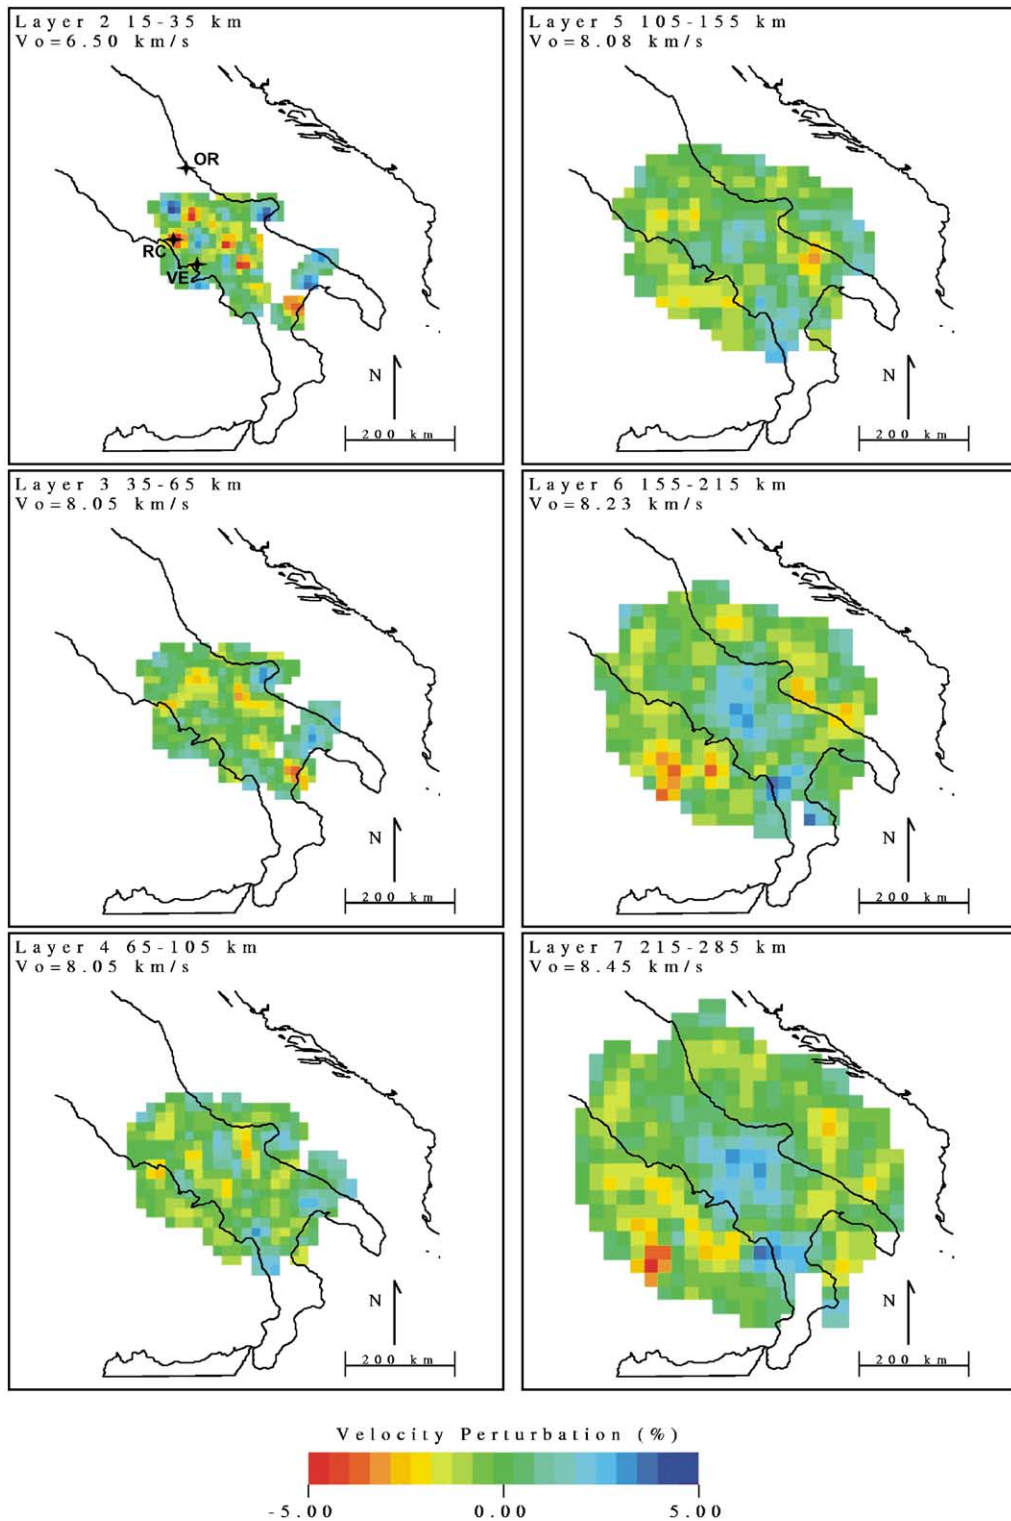 Layer 2 15-35 km
Vo=6.50 km/s
OR
RC
VE
N
200 km
Layer 5 105-155 km
Vo=8.08 km/s
N
200 km
Layer 3 35-65 km
Vo=8.05 km/s
N
200 km
Layer 6 155-215 km
Vo=8.23 km/s
N
200 km
Layer 4 65-105 km
Vo=8.05 km/s
N
200 km
Layer 7 215-285 km
Vo=8.45 km/s
N
200 km
Velocity Perturbation (%)
-5.00 0.00 5.00